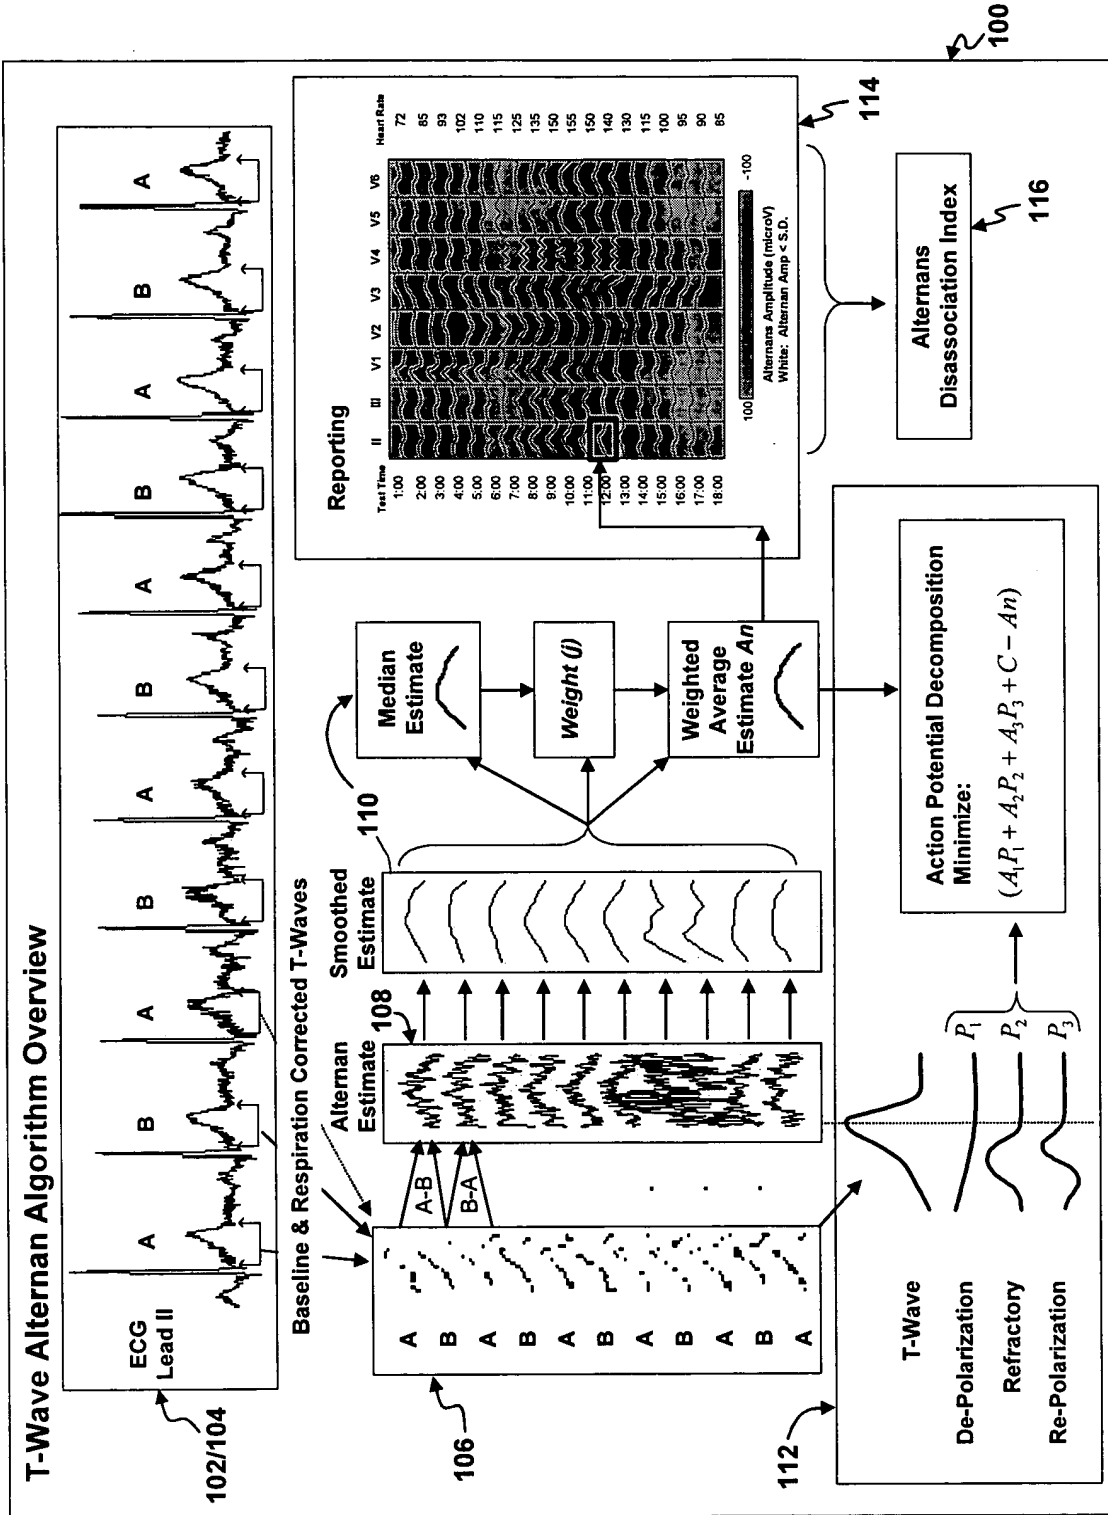 T-Wave Alternan Algorithm Overview
ECG
Lead II
A
B
A
B
A
B
A
B
A
B
A
102/104
Baseline & Respiration Corrected T-Waves
106
A
B
A
B
A
B
A
B
A
B
A
A-B
B-A
Alternan
Estimate
108
Smoothed
Estimate
110
Median
Estimate
Weight (j)
Weighted
Average
Estimate An
Reporting
Test Time
II
III
V1
V2
V3
V4
V5
V6
Heart Rate
1:00 72
2:00 85
3:00 93
4:00 102
5:00 110
6:00 115
7:00 125
8:00 135
9:00 150
10:00 155
11:00 150
12:00 140
13:00 130
14:00 115
15:00 100
16:00 95
17:00 90
18:00 85
100
-100
Alternans Amplitude (microV)
White: Alternan Amp < S.D.
114
Alternans
Disassociation Index
116
112
T-Wave
De-Polarization
Refractory
Re-Polarization
P1
P2
P3
Action Potential Decomposition
Minimize:
(A1P1 + A2P2 + A3P3 + C − An)
100